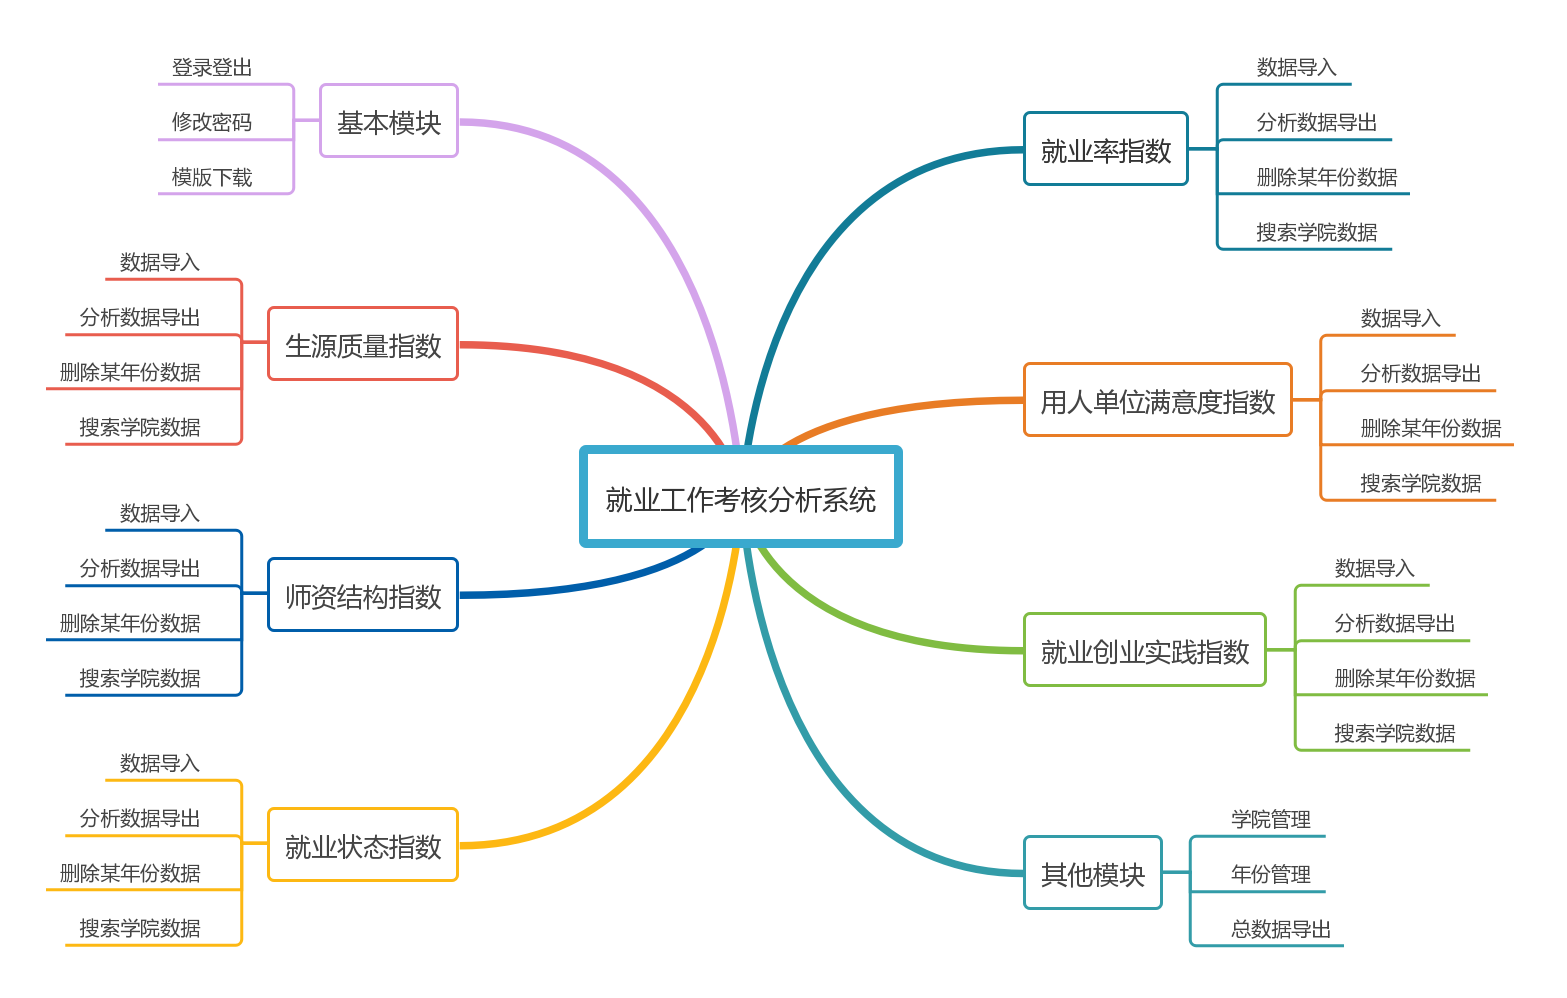 就业工作考核分析系统
基本模块
登录登出
修改密码
模版下载
生源质量指数
数据导入
分析数据导出
删除某年份数据
搜索学院数据
师资结构指数
数据导入
分析数据导出
删除某年份数据
搜索学院数据
就业状态指数
数据导入
分析数据导出
删除某年份数据
搜索学院数据
就业率指数
数据导入
分析数据导出
删除某年份数据
搜索学院数据
用人单位满意度指数
数据导入
分析数据导出
删除某年份数据
搜索学院数据
就业创业实践指数
数据导入
分析数据导出
删除某年份数据
搜索学院数据
其他模块
学院管理
年份管理
总数据导出